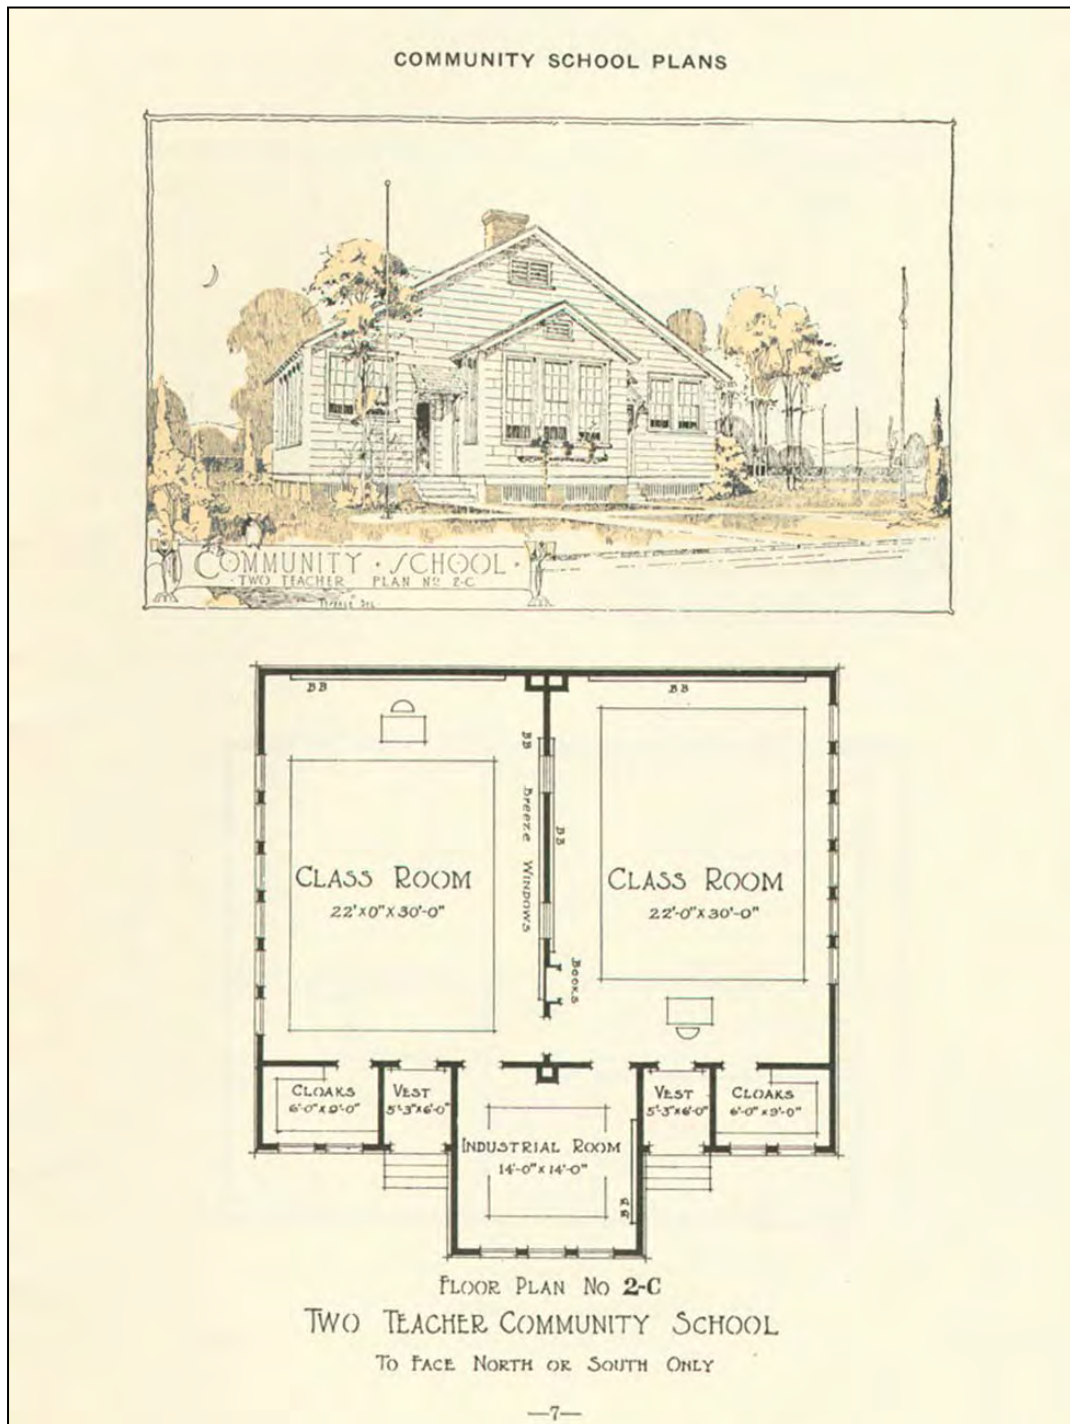 COMMUNITY SCHOOL PLANS
COMMUNITY · SCHOOL ·
· TWO TEACHER PLAN Nº 2-C
BB
BB
BB
Breeze Windows
BB
CLASS ROOM
22'X0"X30'-0"
CLASS ROOM
22'-0"X30'-0"
Books
CLOAKS
6'-0"X9'-0"
VEST
5'-3"X6'-0"
VEST
5'-3"X6'-0"
CLOAKS
6'-0"X9'-0"
INDUSTRIAL ROOM
14'-0"X14'-0"
BB
FLOOR PLAN No 2-C
TWO TEACHER COMMUNITY SCHOOL
TO FACE NORTH OR SOUTH ONLY
—7—